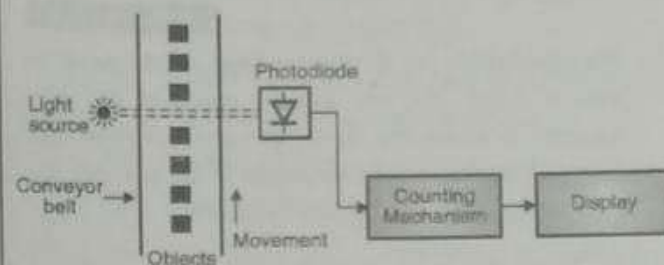 Photodiode
Light
source
Conveyor
belt
Counting
Mechanism
Display
Movement
Objects